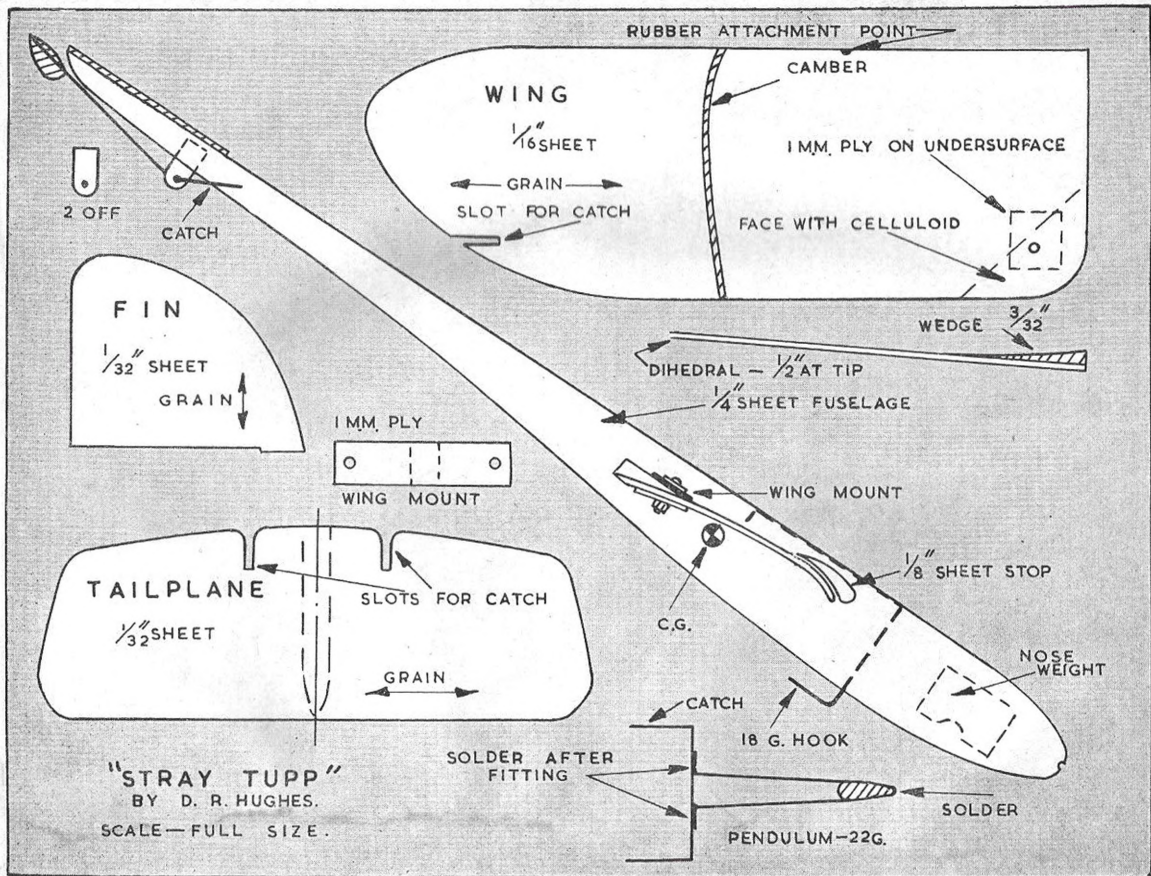 RUBBER ATTACHMENT POINT
CAMBER
WING
1/16" SHEET
1 M.M. PLY ON UNDERSURFACE
GRAIN
SLOT FOR CATCH
FACE WITH CELLULOID
2 OFF
CATCH
FIN
1/32" SHEET
GRAIN
WEDGE 3/32"
DIHEDRAL - 1/2" AT TIP
1/4" SHEET FUSELAGE
1 M.M. PLY
WING MOUNT
WING MOUNT
TAILPLANE
1/32" SHEET
SLOTS FOR CATCH
GRAIN
1/8" SHEET STOP
C.G.
NOSE
WEIGHT
18 G. HOOK
CATCH
SOLDER AFTER
FITTING
SOLDER
PENDULUM-22G.
"STRAY TUPP"
BY D. R. HUGHES.
SCALE-FULL SIZE.